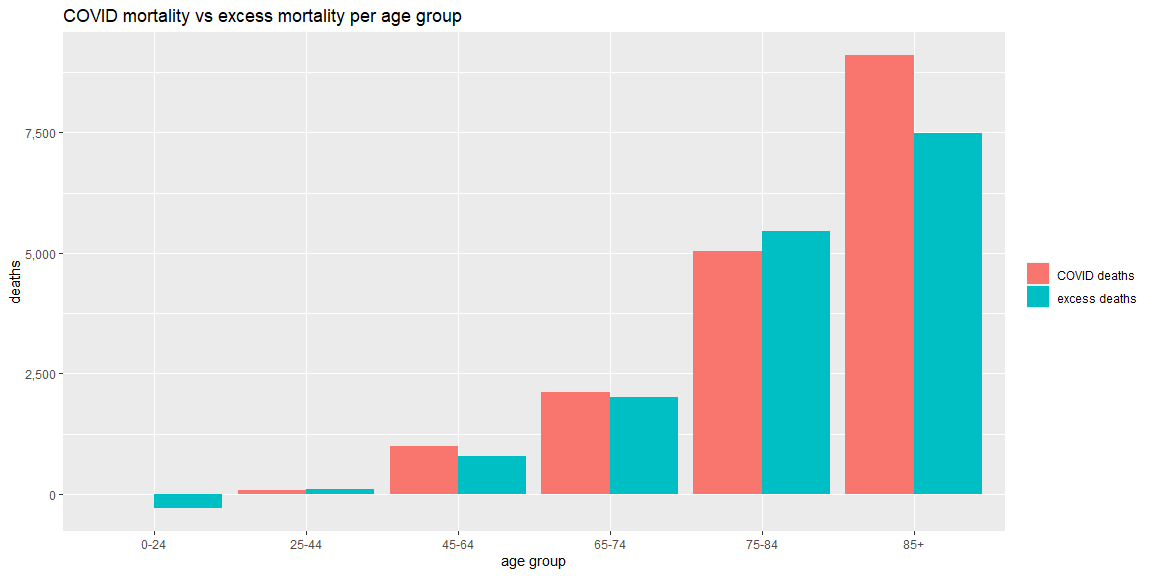 COVID mortality vs excess mortality per age group
7,500
5,000
2,500
0
deaths
0-24
25-44
45-64
65-74
75-84
85+
age group
COVID deaths
excess deaths